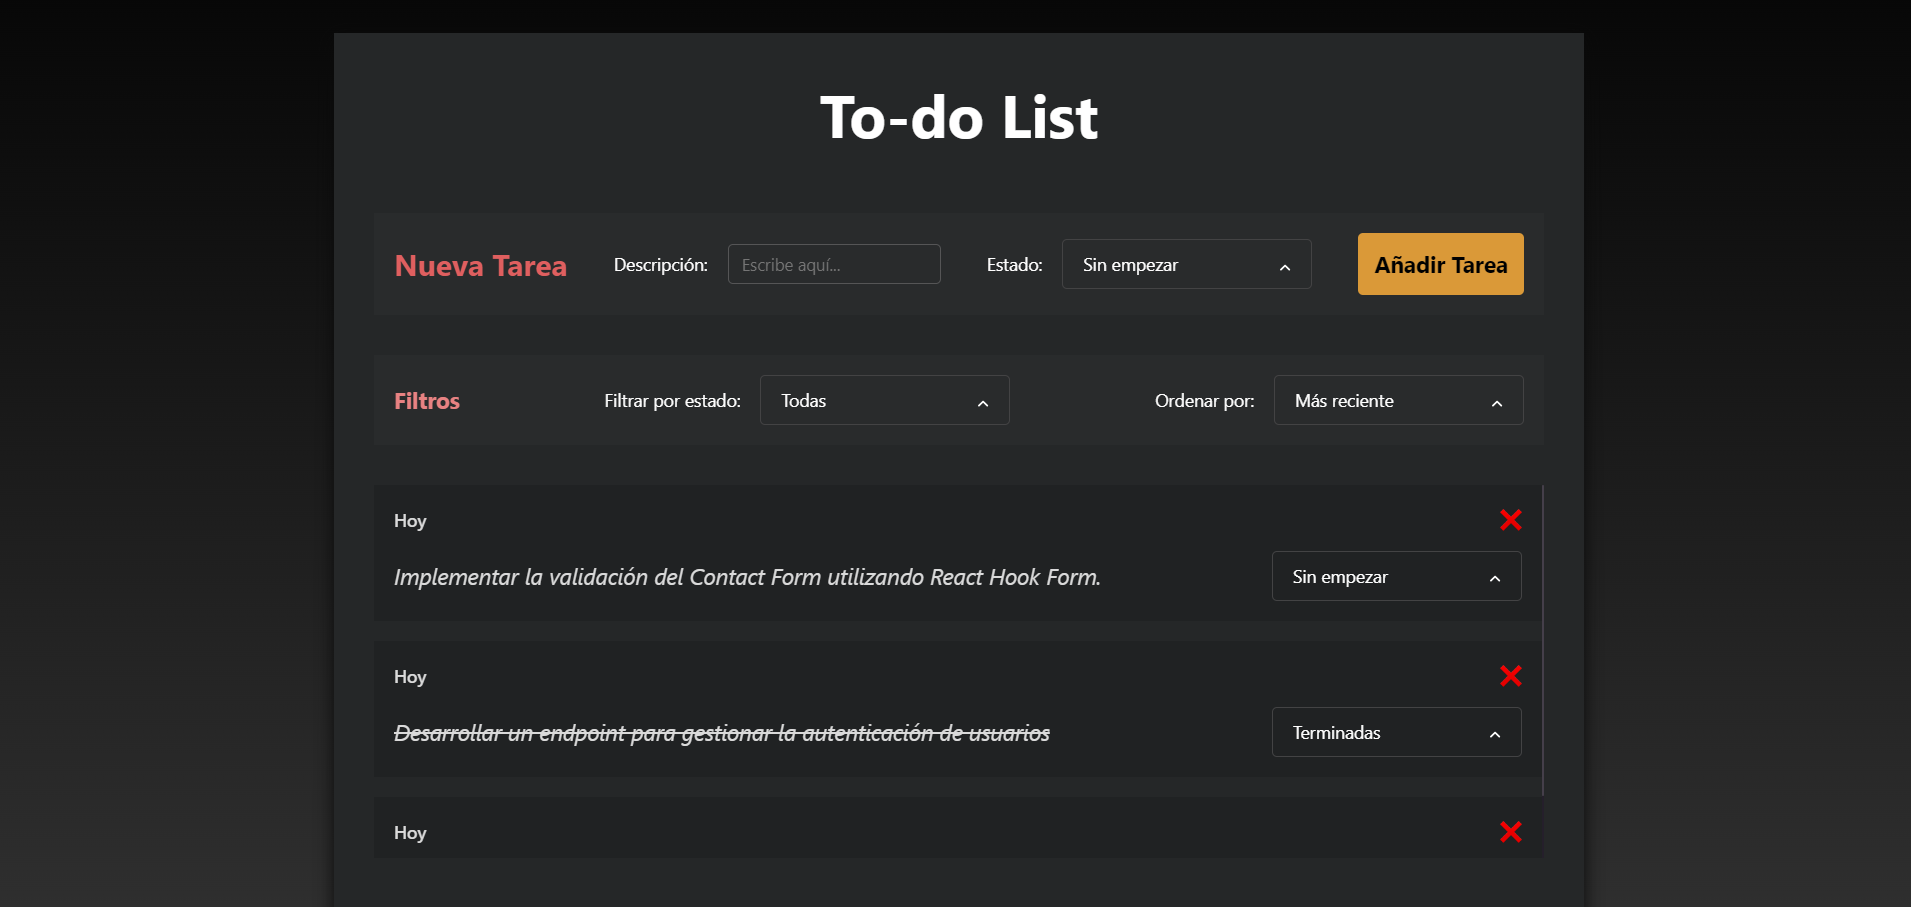 To-do List
Nueva Tarea Descripción: Escribe aquí... Estado: Sin empezar Añadir Tarea
Filtros Filtrar por estado: Todas Ordenar por: Más reciente
Hoy
Implementar la validación del Contact Form utilizando React Hook Form. Sin empezar
Hoy
Desarrollar un endpoint para gestionar la autenticación de usuarios Terminadas
Hoy